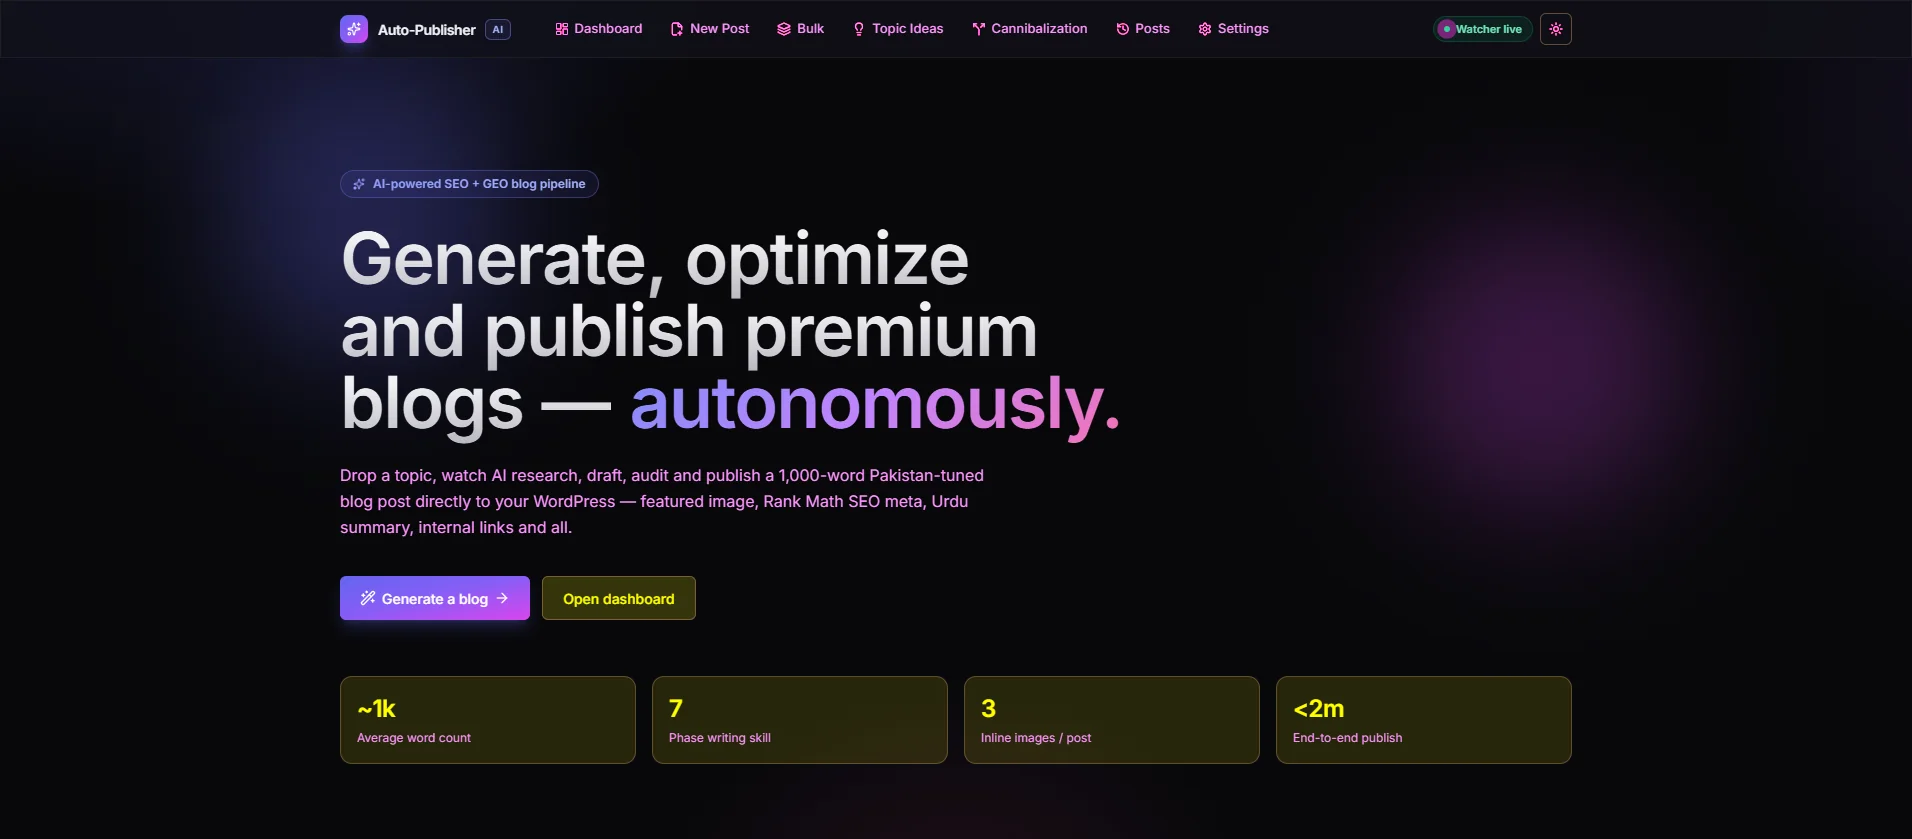 Auto-Publisher AI
Dashboard
New Post
Bulk
Topic Ideas
Cannibalization
Posts
Settings
Watcher live
AI-powered SEO + GEO blog pipeline
Generate, optimize
and publish premium
blogs — autonomously.
Drop a topic, watch AI research, draft, audit and publish a 1,000-word Pakistan-tuned
blog post directly to your WordPress — featured image, Rank Math SEO meta, Urdu
summary, internal links and all.
Generate a blog →
Open dashboard
~1k
Average word count
7
Phase writing skill
3
Inline images / post
<2m
End-to-end publish